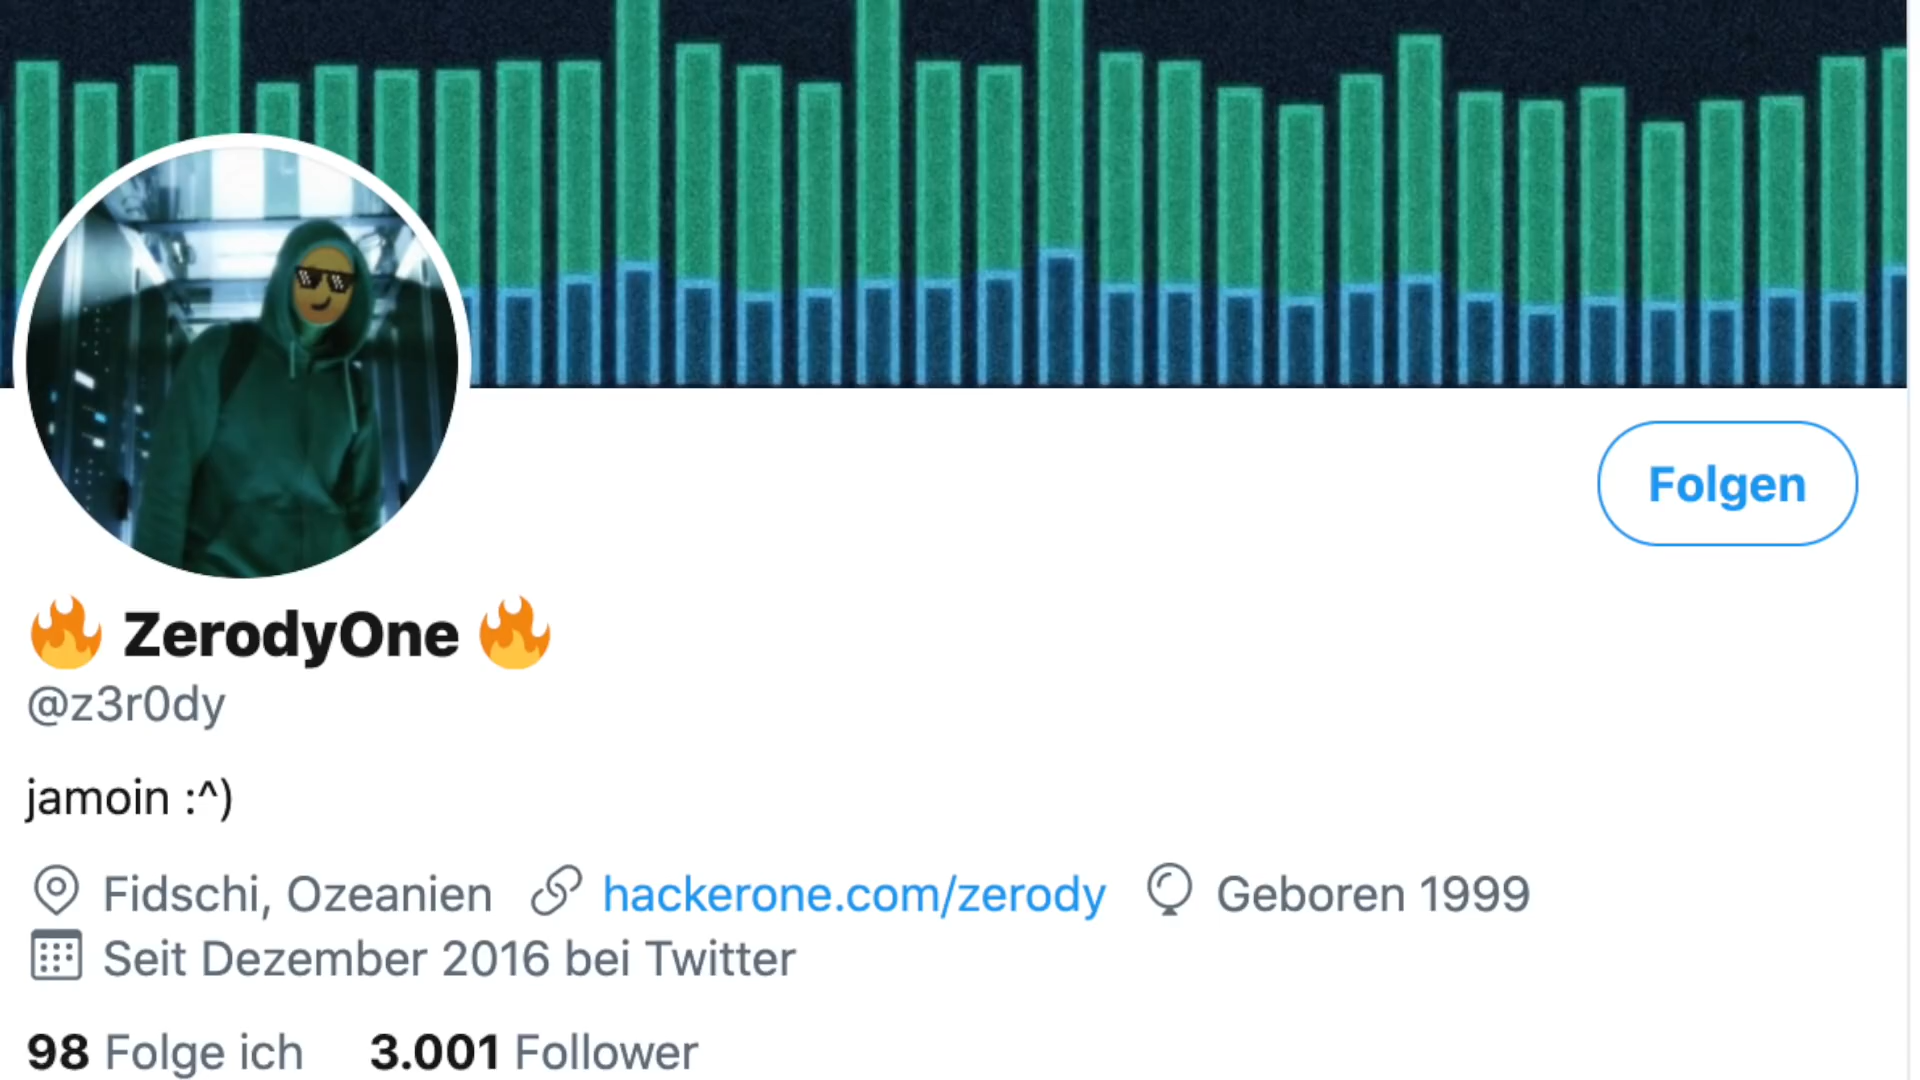 Folgen
🔥 ZerodyOne 🔥
@z3r0dy
jamoin :^)
Fidschi, Ozeanien hackerone.com/zerody Geboren 1999
Seit Dezember 2016 bei Twitter
98 Folge ich 3.001 Follower